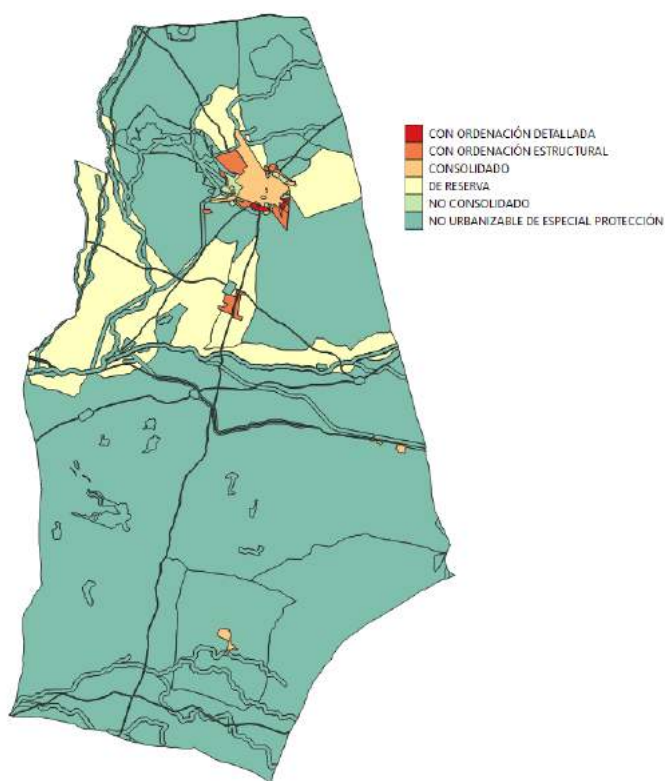 CON ORDENACIÓN DETALLADA
CON ORDENACIÓN ESTRUCTURAL
CONSOLIDADO
DE RESERVA
NO CONSOLIDADO
NO URBANIZABLE DE ESPECIAL PROTECCIÓN